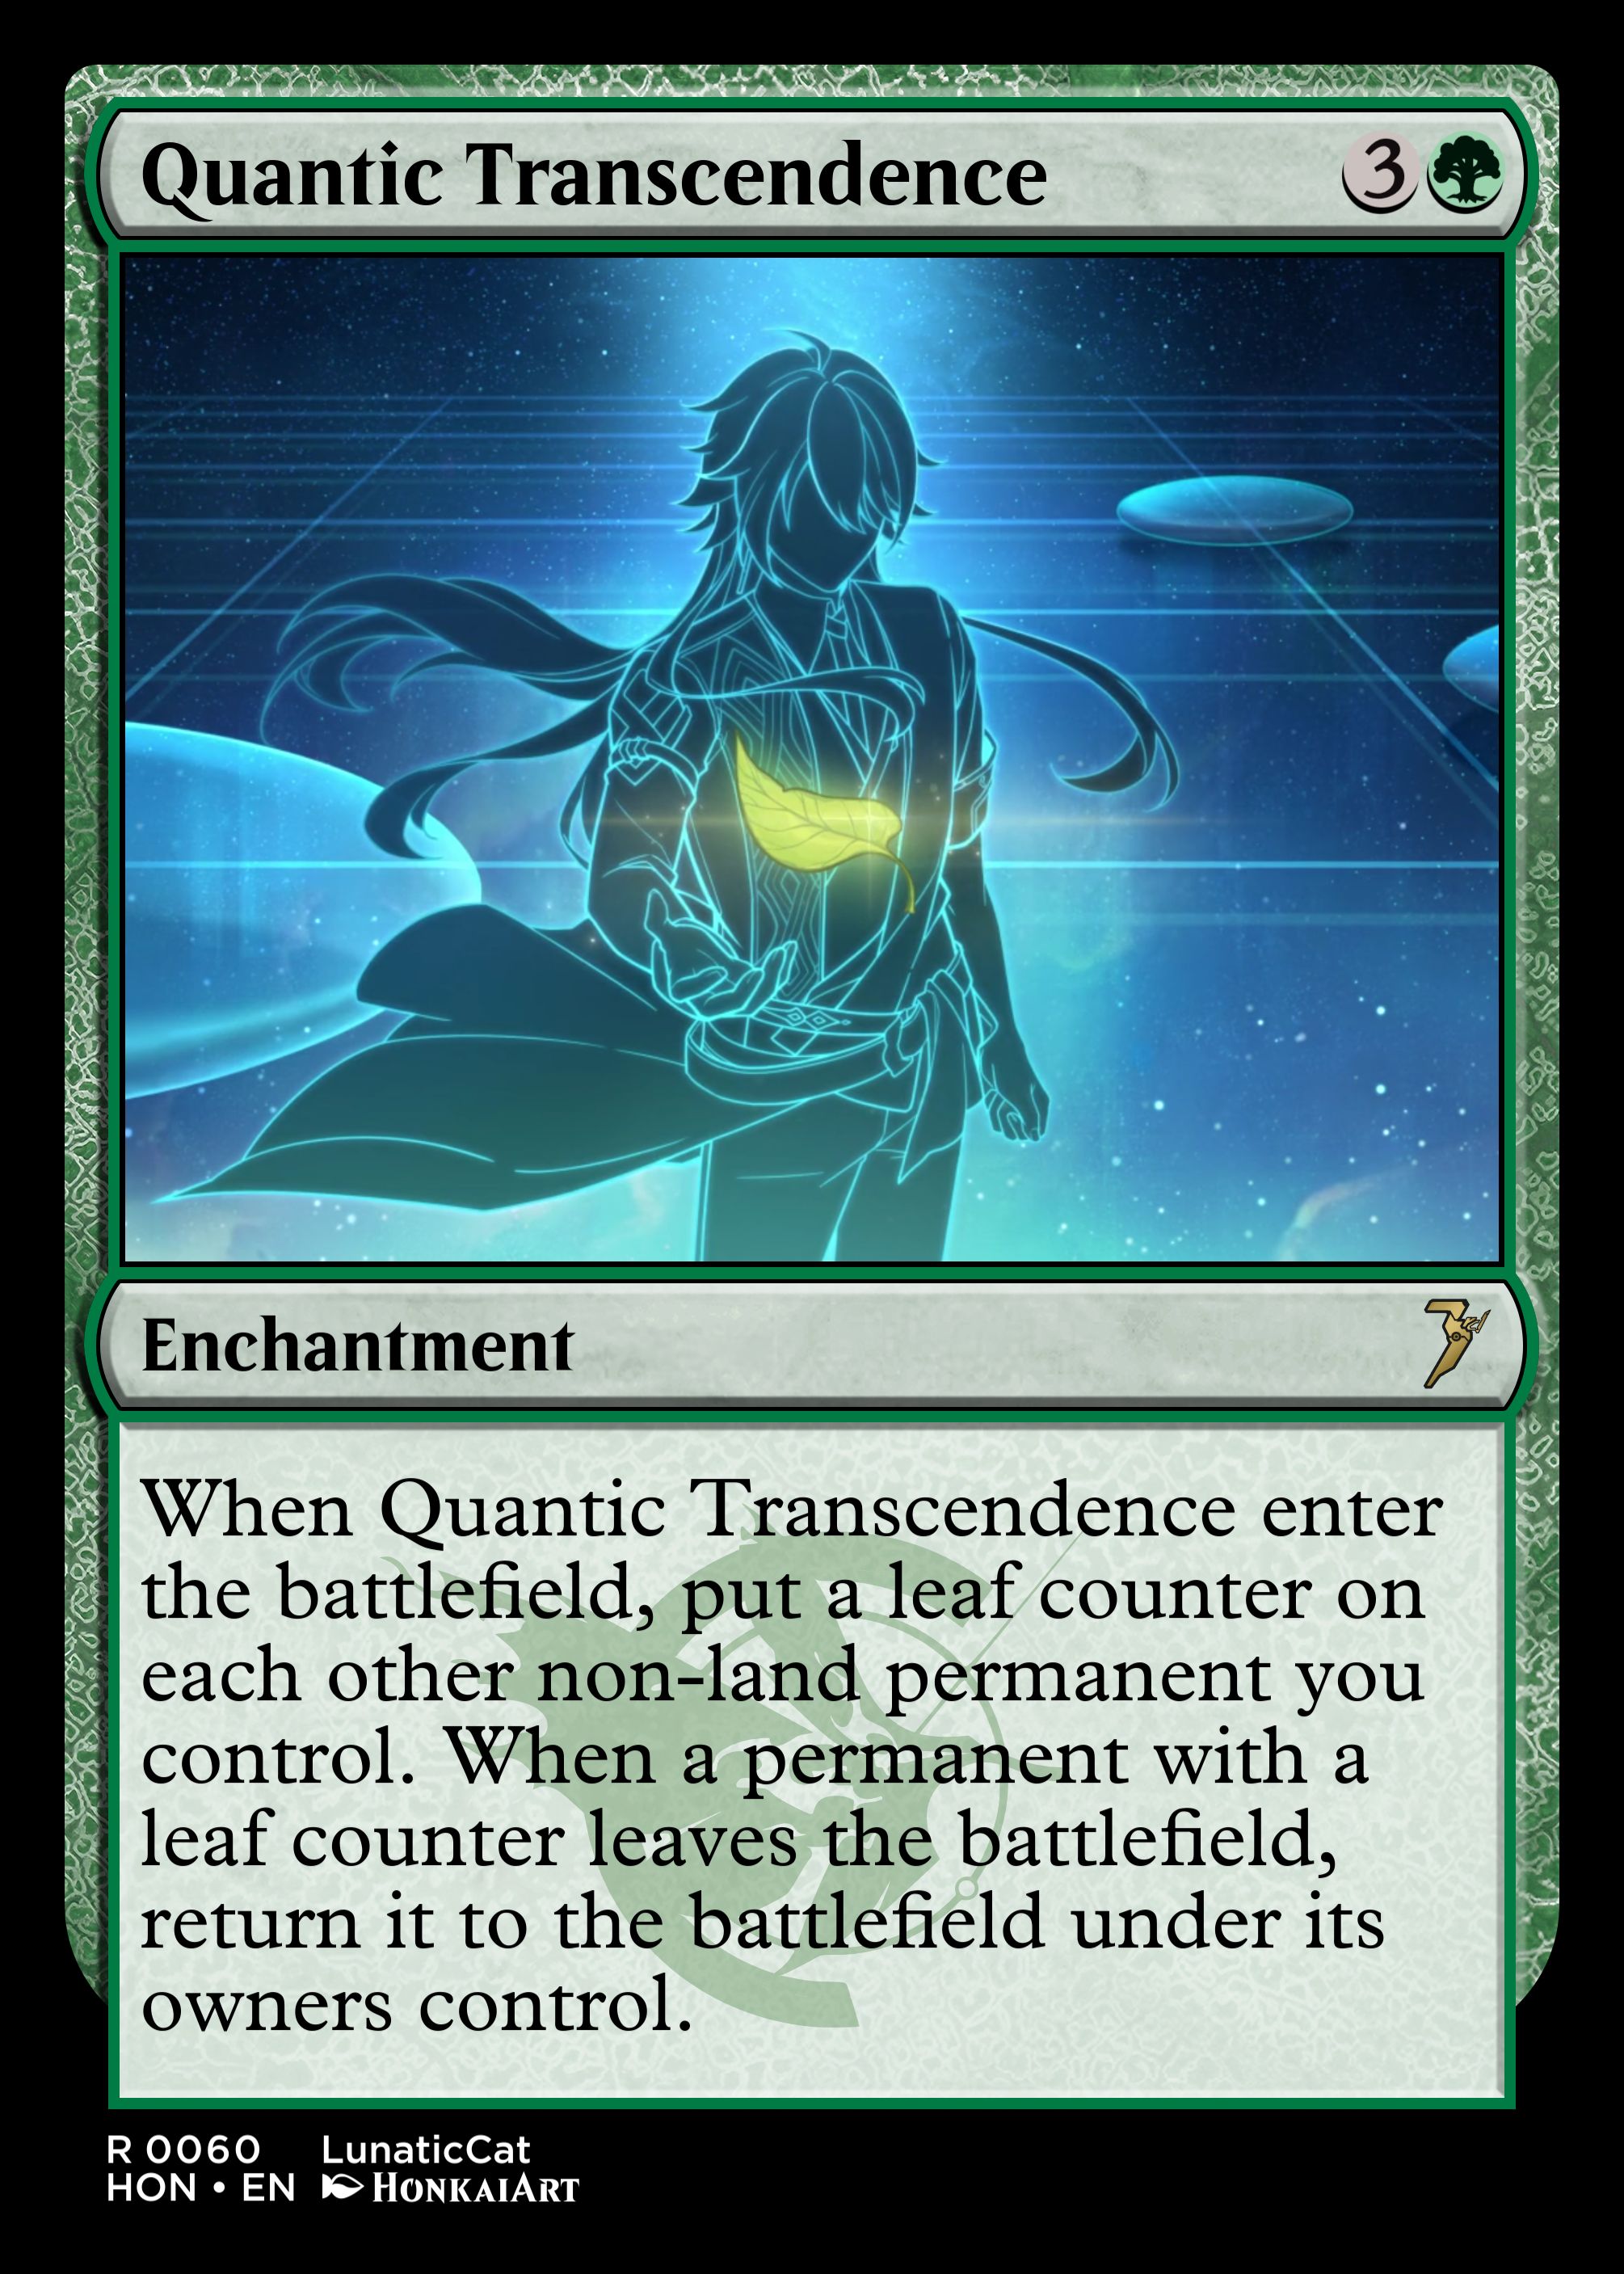 Quantic Transcendence 3
Enchantment
When Quantic Transcendence enter
the battlefield, put a leaf counter on
each other non-land permanent you
control. When a permanent with a
leaf counter leaves the battlefield,
return it to the battlefield under its
owners control.
R 0060 LunaticCat
HON • EN HonkaiArt